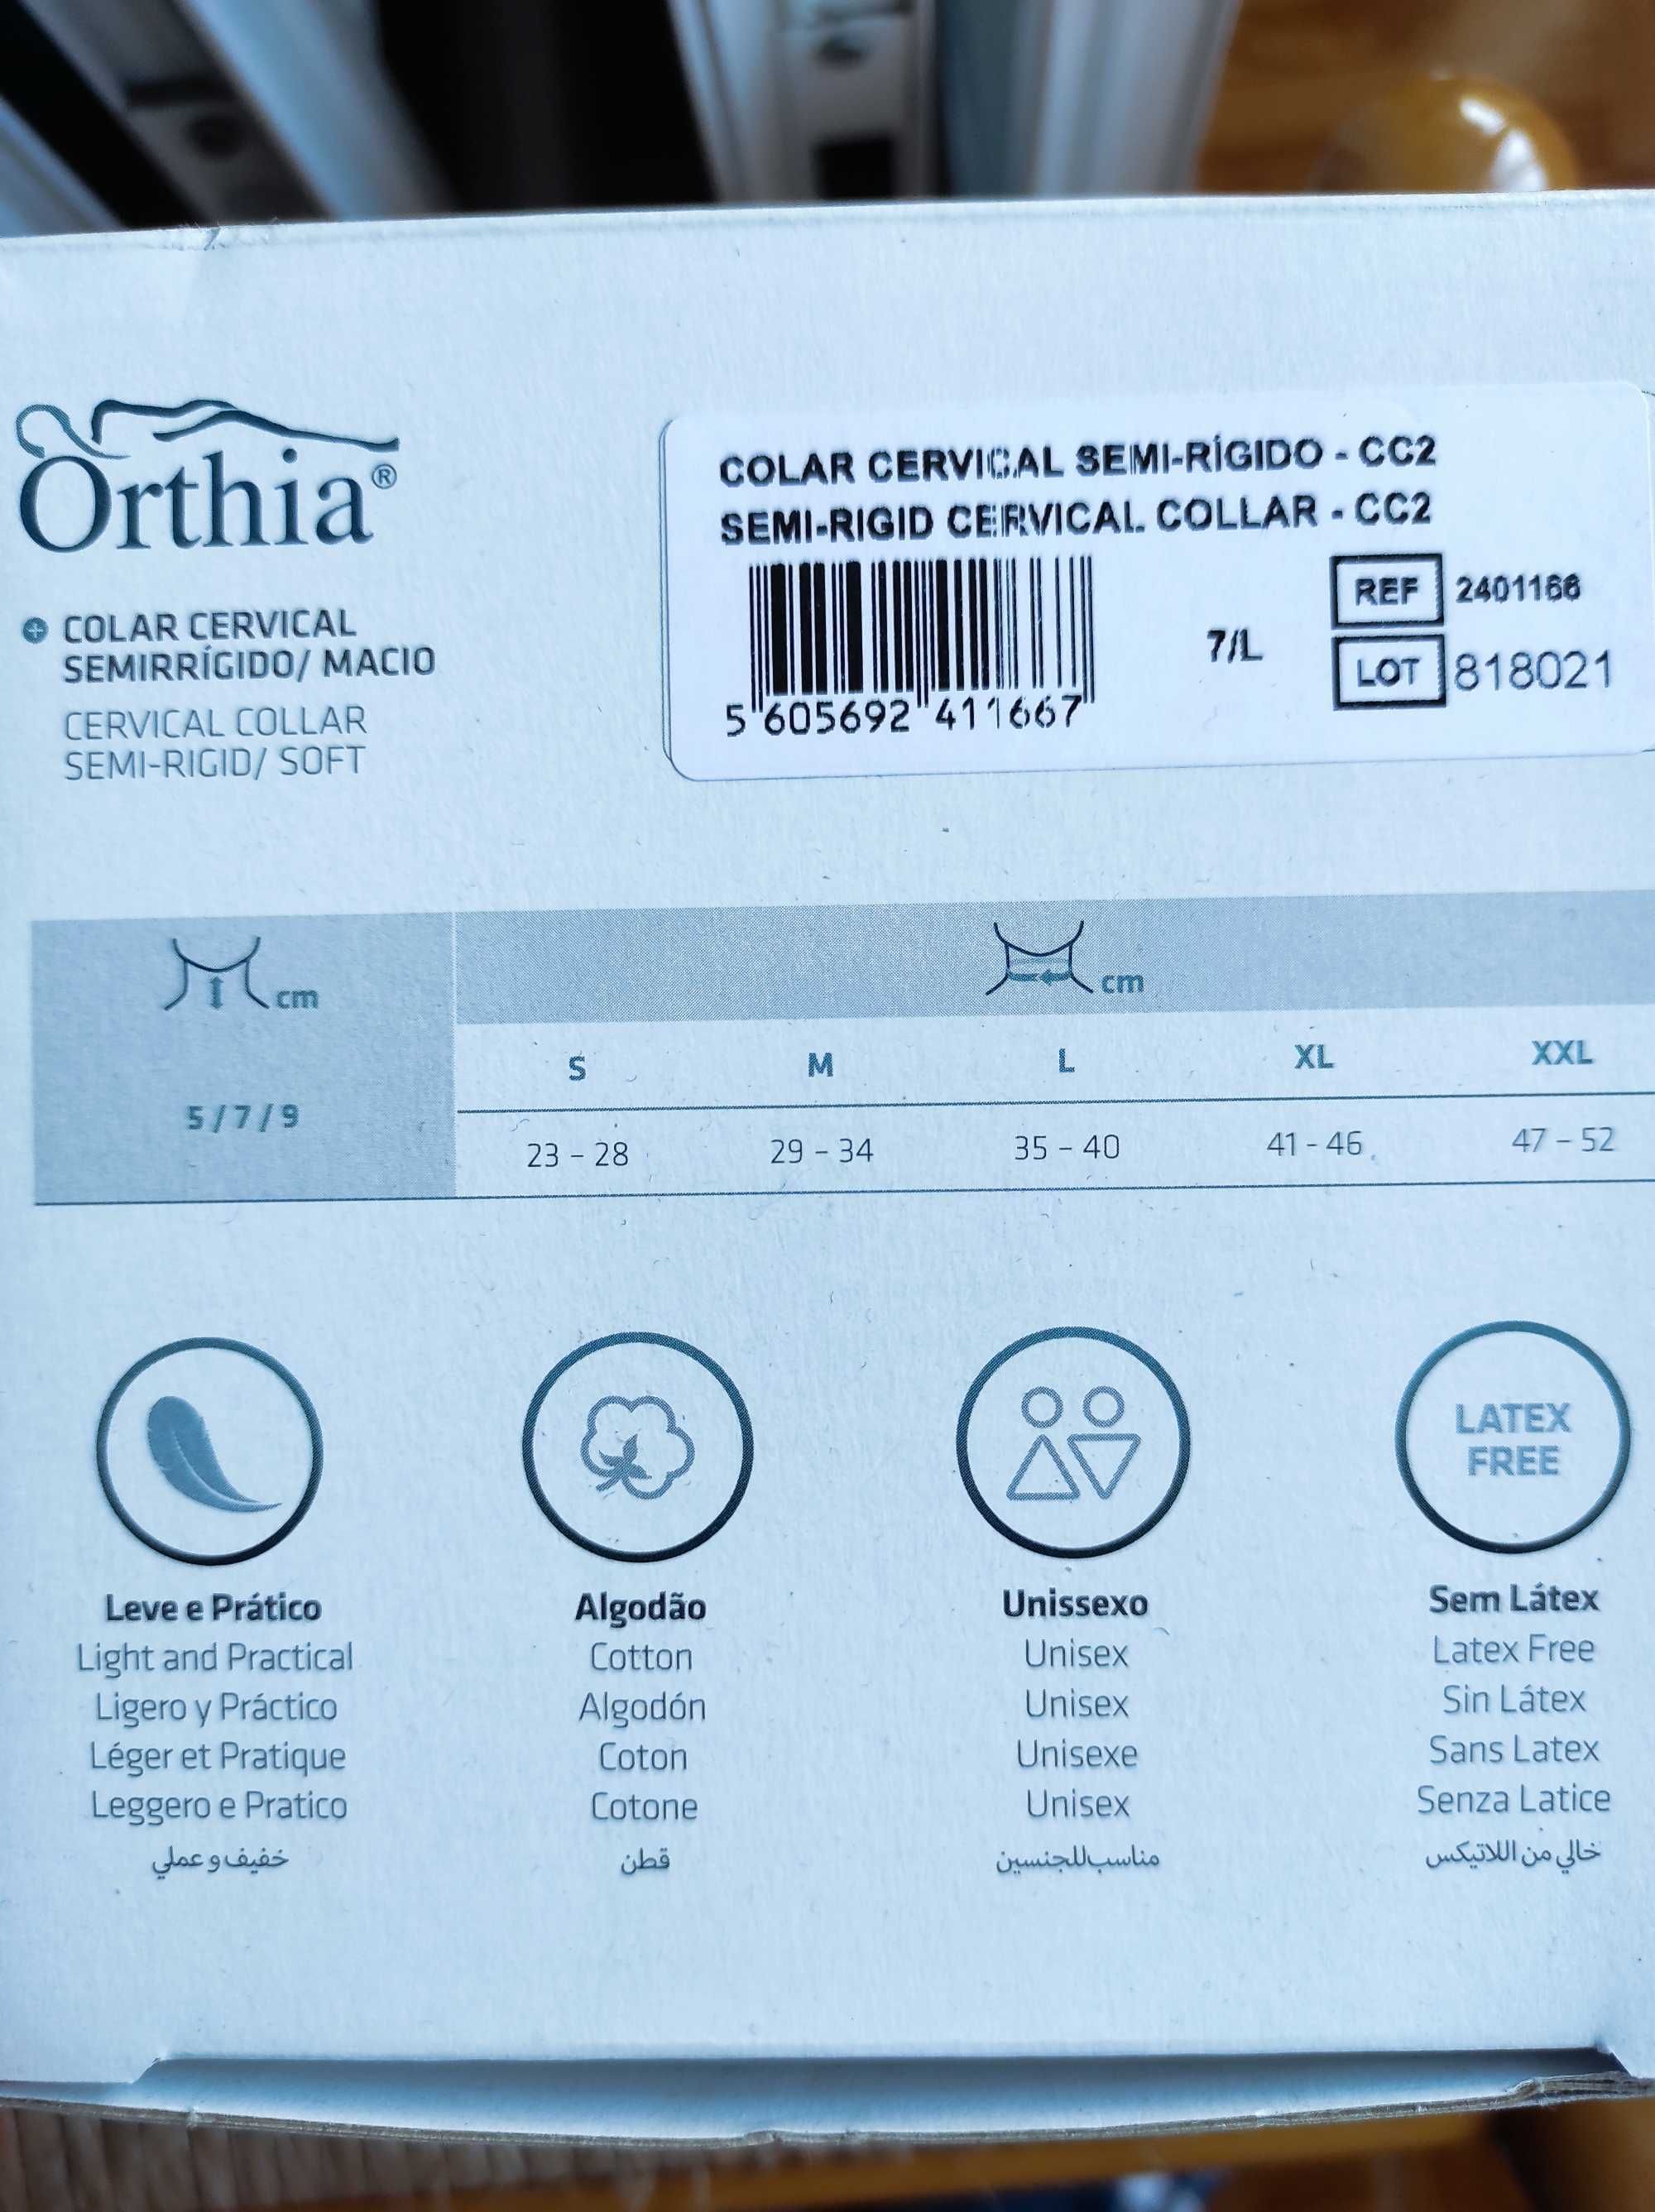 Orthia®
COLAR CERVICAL
SEMIRRÍGIDO/ MACIO
CERVICAL COLLAR
SEMI-RIGID/ SOFT
COLAR CERVICAL SEMI-RÍGIDO - CC2
SEMI-RIGID CERVICAL COLLAR - CC2
5 605692 411667
7/L
REF 2401166
LOT 818021
cm
cm
S M L XL XXL
5/7/9
23 – 28 29 – 34 35 – 40 41 - 46 47 – 52
LATEX
FREE
Leve e Prático
Light and Practical
Ligero y Práctico
Léger et Pratique
Leggero e Pratico
خفيف و عملي
Algodão
Cotton
Algodón
Coton
Cotone
قطن
Unissexo
Unisex
Unisex
Unisexe
Unisex
مناسب للجنسين
Sem Látex
Latex Free
Sin Látex
Sans Latex
Senza Latice
خالي من اللاتيكس